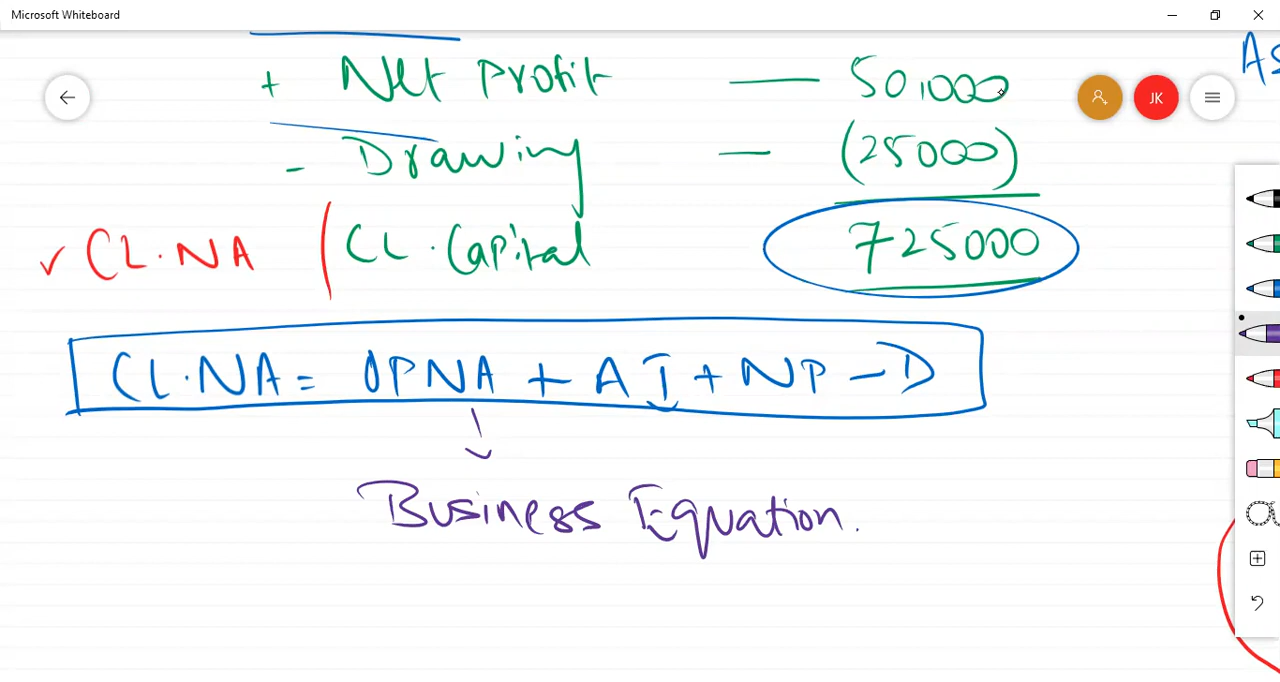 Microsoft Whiteboard
As
+ Net Profit — 50,000
JK
- Drawing — (25000)
✓ CL.NA / CL.Capital 725000
CL.NA = OPNA + AI + NP - D
Business Equation.